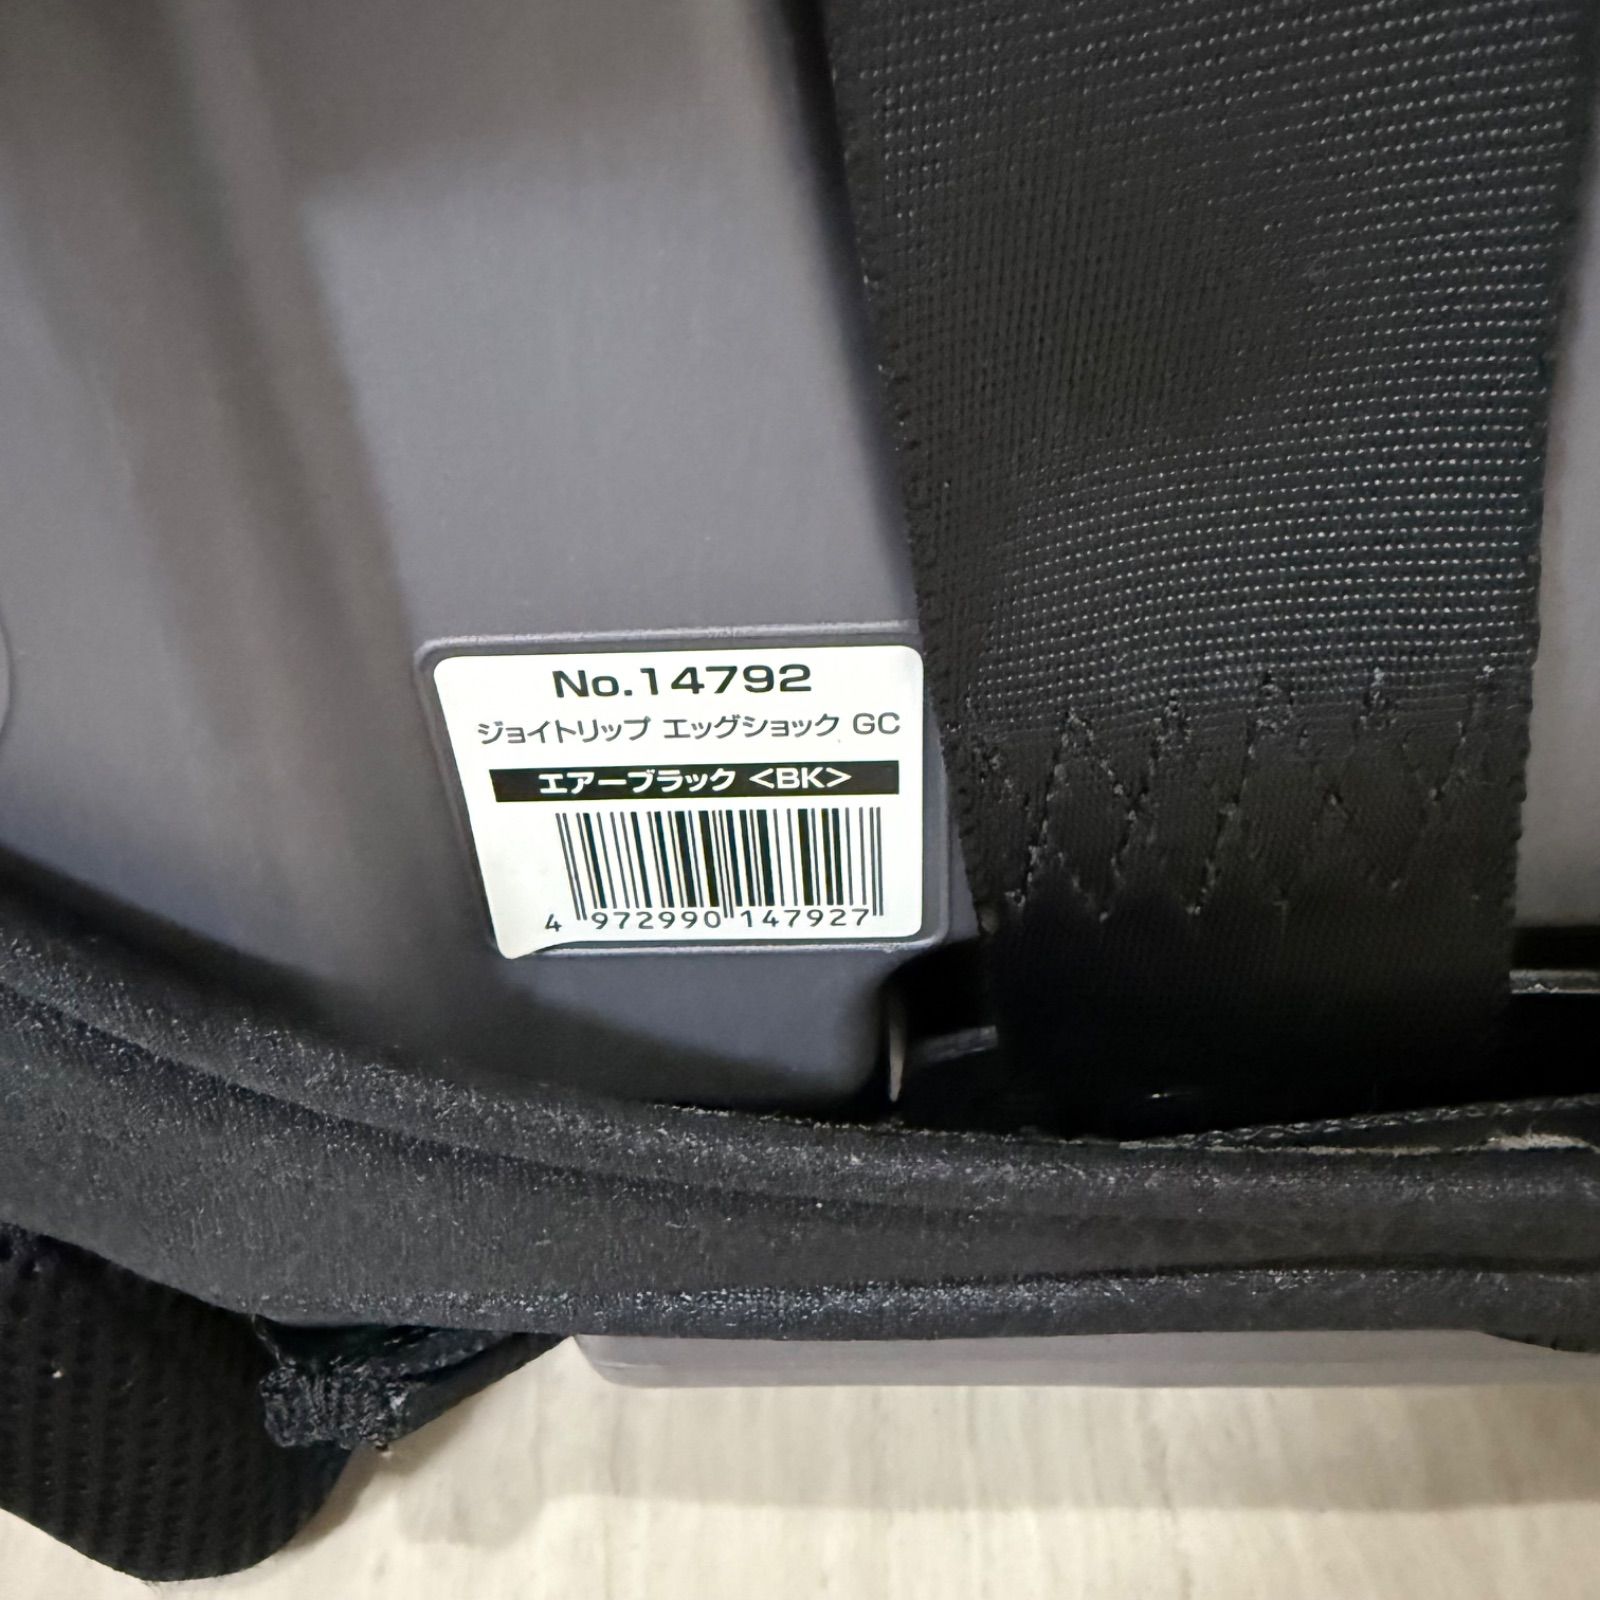 No.14792
ジョイトリップ エッグショック GC
エアーブラック <BK>
4 972990 147927